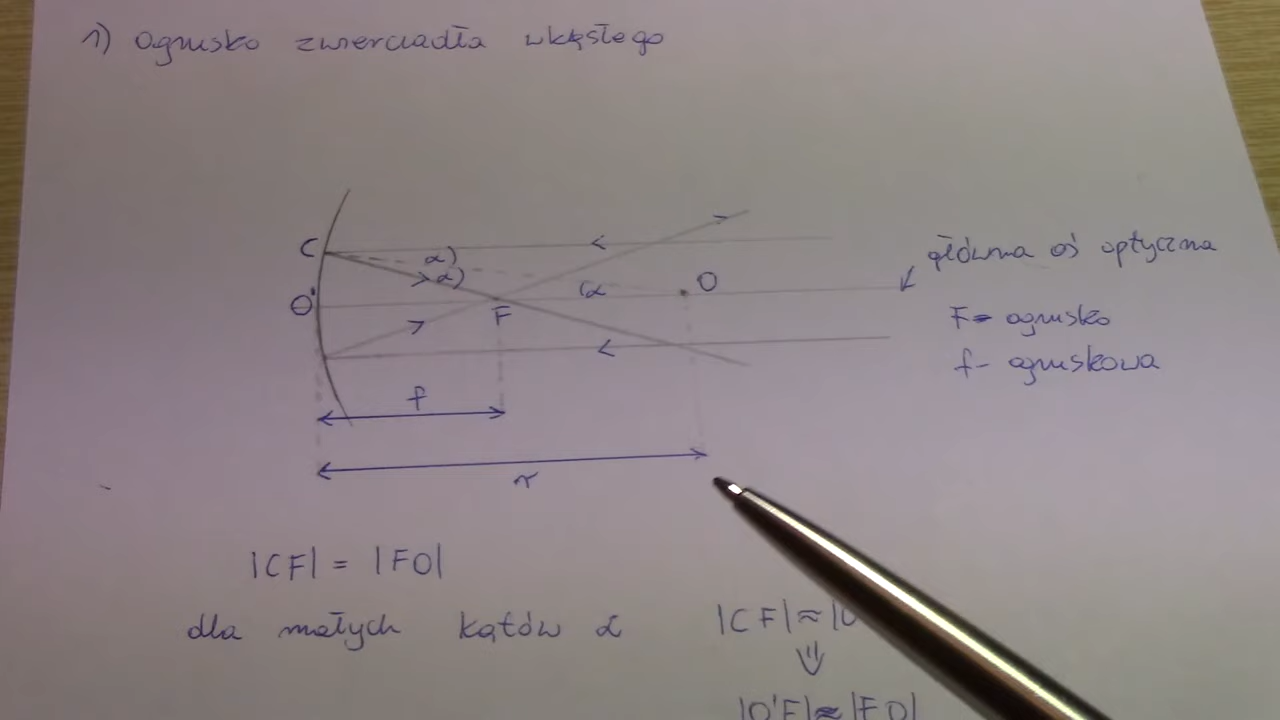 1) Ognisko zwierciadła wklęsłego
C
α)
α)
O'
(α
O
F
główna oś optyczna
F- ognisko
f- ogniskowa
f
r
|CF| = |FO|
dla małych kątów α
|CF| ≈ |O
⇓
|O'F| ≈ |FO|